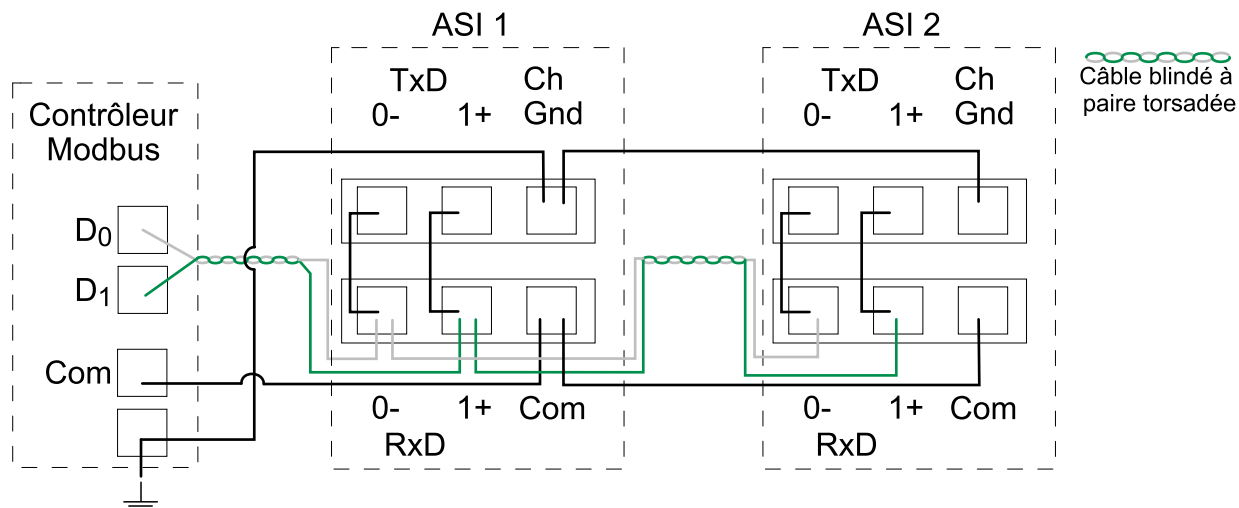 ASI 1
ASI 2
Câble blindé à
paire torsadée
Contrôleur
Modbus
D0
D1
Com
TxD
Ch
0-
1+
Gnd
0-
1+
Com
RxD
TxD
Ch
0-
1+
Gnd
0-
1+
Com
RxD